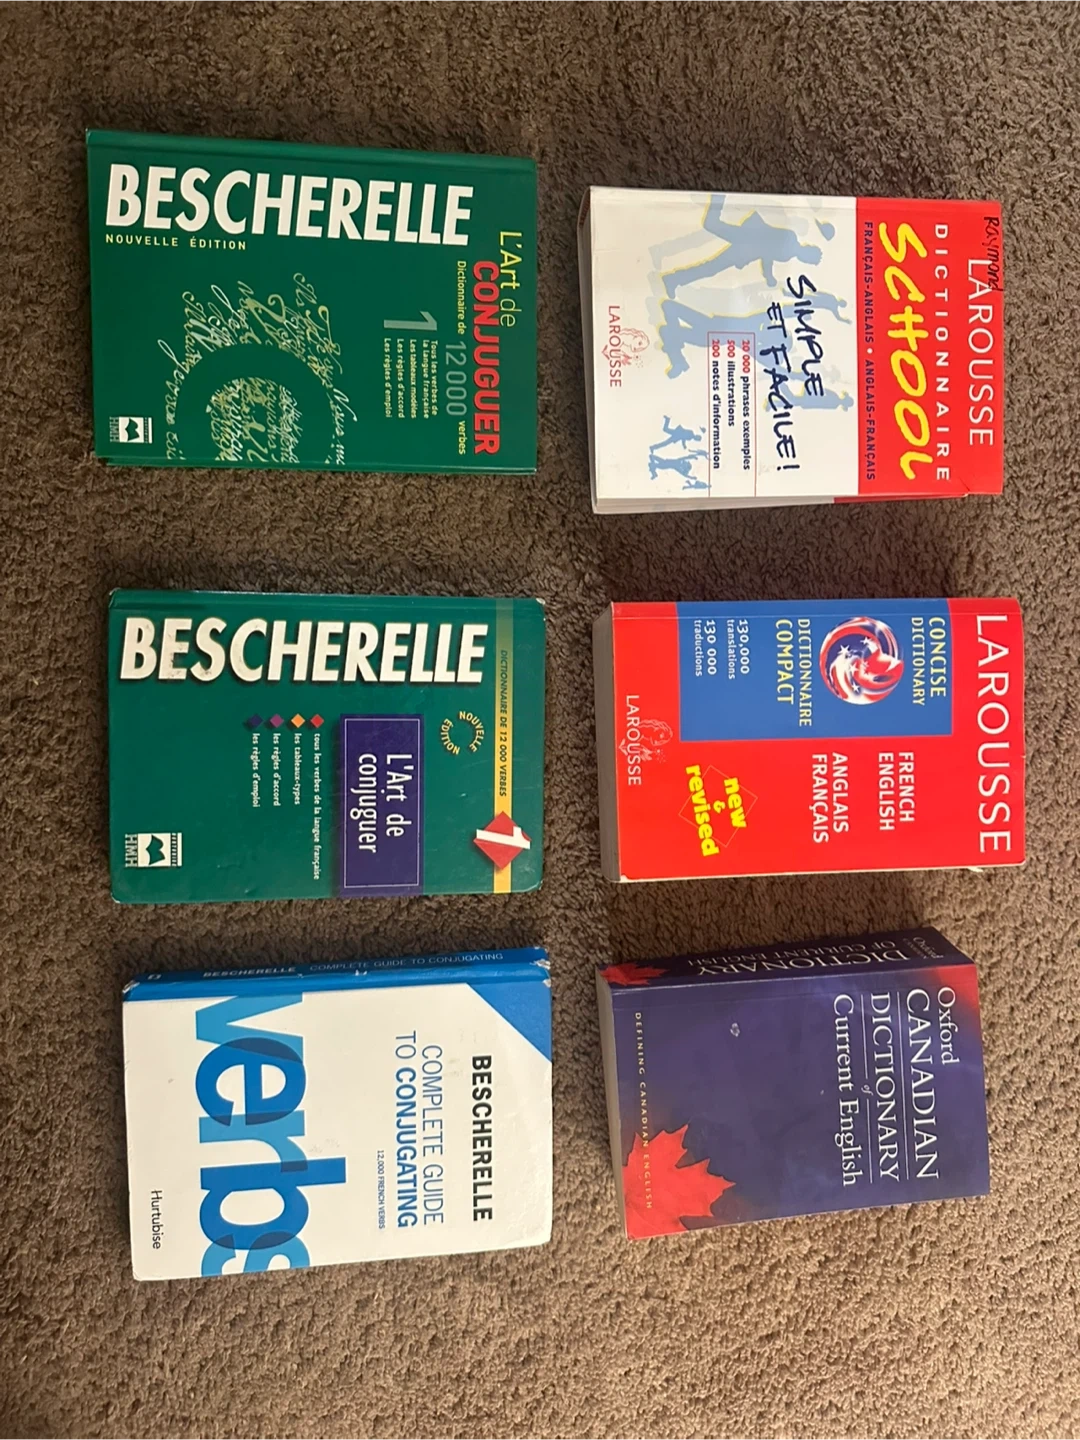 BESCHERELLE
NOUVELLE ÉDITION
L'Art de
CONJUGUER
Dictionnaire de 12 000 verbes
1
Tous les verbes de
la langue française
Les tableaux modèles
Les règles d'accord
Les règles d'emploi
HMH
Raymond
LAROUSSE
DICTIONNAIRE
SCHOOL
FRANÇAIS-ANGLAIS • ANGLAIS-FRANÇAIS
SIMPLE
ET FACILE!
20 000 phrases exemples
500 illustrations
200 notes d'information
LAROUSSE
BESCHERELLE
DICTIONNAIRE DE 12 000 VERBES
1
NOUVELLE
ÉDITION
L'Art de
conjuguer
tous les verbes de la langue française
les tableaux-types
les règles d'accord
les règles d'emploi
HMH
LAROUSSE
CONCISE
DICTIONARY
FRENCH
ENGLISH
ANGLAIS
FRANÇAIS
DICTIONNAIRE
COMPACT
130,000
translations
130 000
traductions
new
&
revised
LAROUSSE
BESCHERELLE COMPLETE GUIDE TO CONJUGATING
BESCHERELLE
COMPLETE GUIDE
TO CONJUGATING
12,000 FRENCH VERBS
verbs
Hurtubise
DICTIONARY
OF CURRENT ENGLISH
Oxford
CANADIAN
DICTIONARY
of
Current English
DEFINING CANADIAN ENGLISH